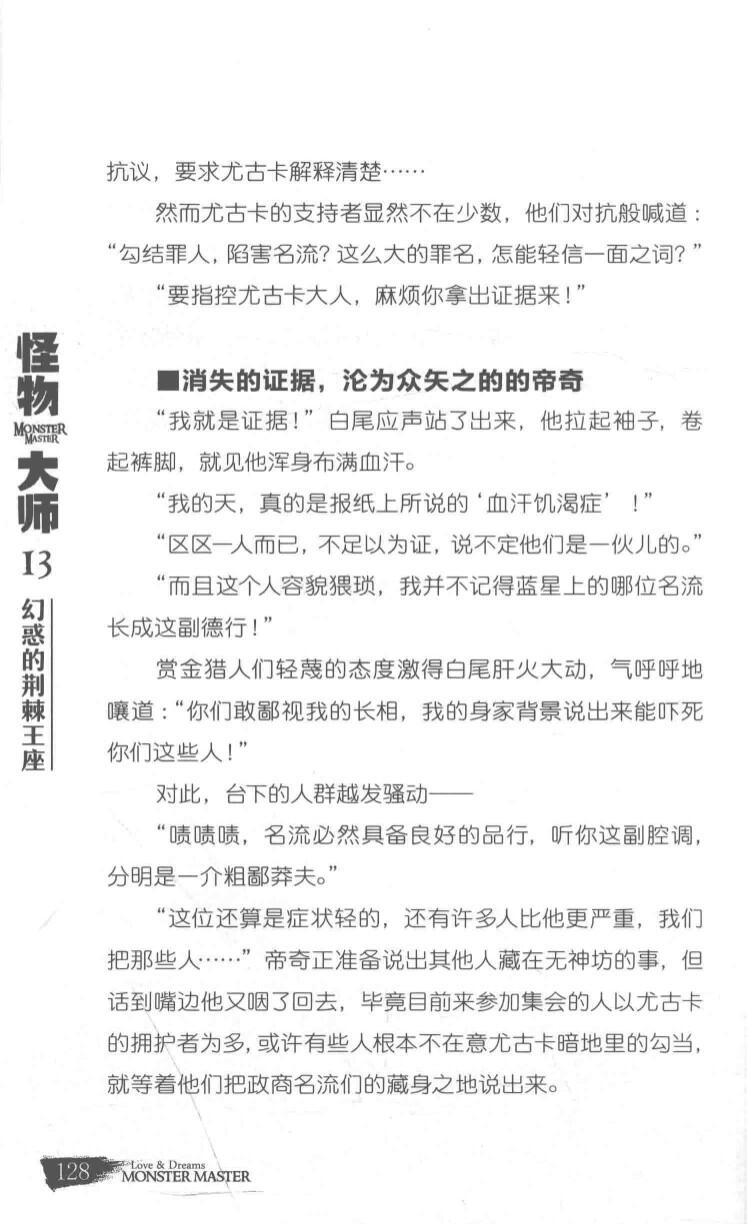 抗议，要求尤古卡解释清楚……
然而尤古卡的支持者显然不在少数，他们对抗般喊道：
“勾结罪人，陷害名流？这么大的罪名，怎能轻信一面之词？”
“要指控尤古卡大人，麻烦你拿出证据来！”
■消失的证据，沦为众矢之的的帝奇
“我就是证据！”白尾应声站了出来，他拉起袖子，卷
起裤脚，就见他浑身布满血汗。
“我的天，真的是报纸上所说的‘血汗饥渴症’！”
“区区一人而已，不足以为证，说不定他们是一伙儿的。”
“而且这个人容貌猥琐，我并不记得蓝星上的哪位名流
长成这副德行！”
赏金猎人们轻蔑的态度激得白尾肝火大动，气呼呼地
嚷道：“你们敢鄙视我的长相，我的身家背景说出来能吓死
你们这些人！”
对此，台下的人群越发骚动——
“啧啧啧，名流必然具备良好的品行，听你这副腔调，
分明是一介粗鄙莽夫。”
“这位还算是症状轻的，还有许多人比他更严重，我们
把那些人……”帝奇正准备说出其他人藏在无神坊的事，但
话到嘴边他又咽了回去，毕竟目前来参加集会的人以尤古卡
的拥护者为多，或许有些人根本不在意尤古卡暗地里的勾当，
就等着他们把政商名流们的藏身之地说出来。
怪物
MONSTER
MASTER
大师
13
幻惑的荆棘王座
128
Love & Dreams
MONSTER MASTER